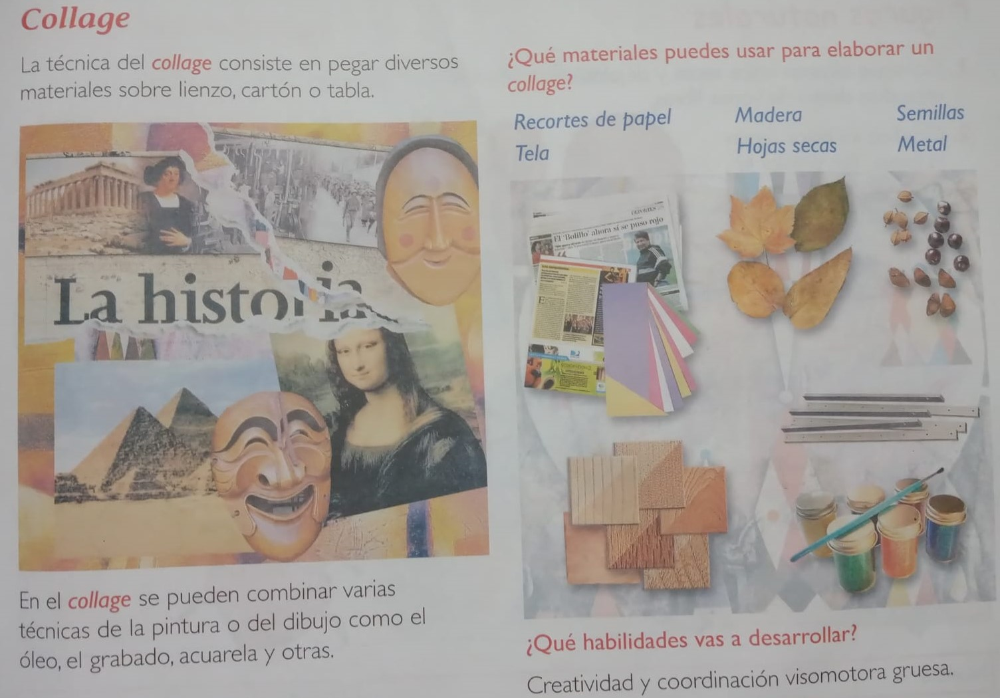 Collage
La técnica del collage consiste en pegar diversos
materiales sobre lienzo, cartón o tabla.
La historia
En el collage se pueden combinar varias
técnicas de la pintura o del dibujo como el
óleo, el grabado, acuarela y otras.
¿Qué materiales puedes usar para elaborar un
collage?
Recortes de papel Madera Semillas
Tela Hojas secas Metal
DEPORTES
El 'Bolillo' ahora sí se puso rojo
¿Qué habilidades vas a desarrollar?
Creatividad y coordinación visomotora gruesa.